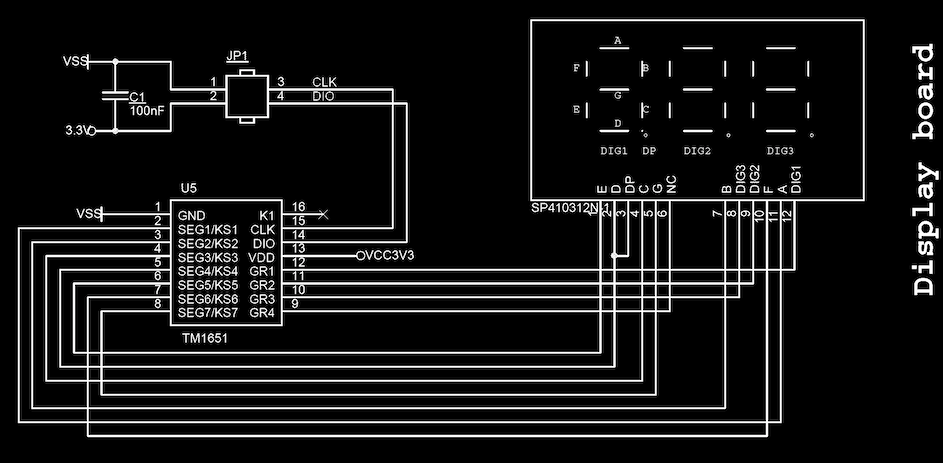 JP1
VSS
1 3 CLK
2 4 DIO
C1
100nF
3.3V
A
F B
G
E C
D
DIG1 DP DIG2 DIG3
E D DP C G NC B DIG3 DIG2 F A DIG1
SP410312N
1 2 3 4 5 6 7 8 9 10 11 12
Display board
U5
VSS 1 GND K1 16
2 SEG1/KS1 CLK 15
3 SEG2/KS2 DIO 14
4 SEG3/KS3 VDD 13 VCC3V3
5 SEG4/KS4 GR1 12
6 SEG5/KS5 GR2 11
7 SEG6/KS6 GR3 10
8 SEG7/KS7 GR4 9
TM1651